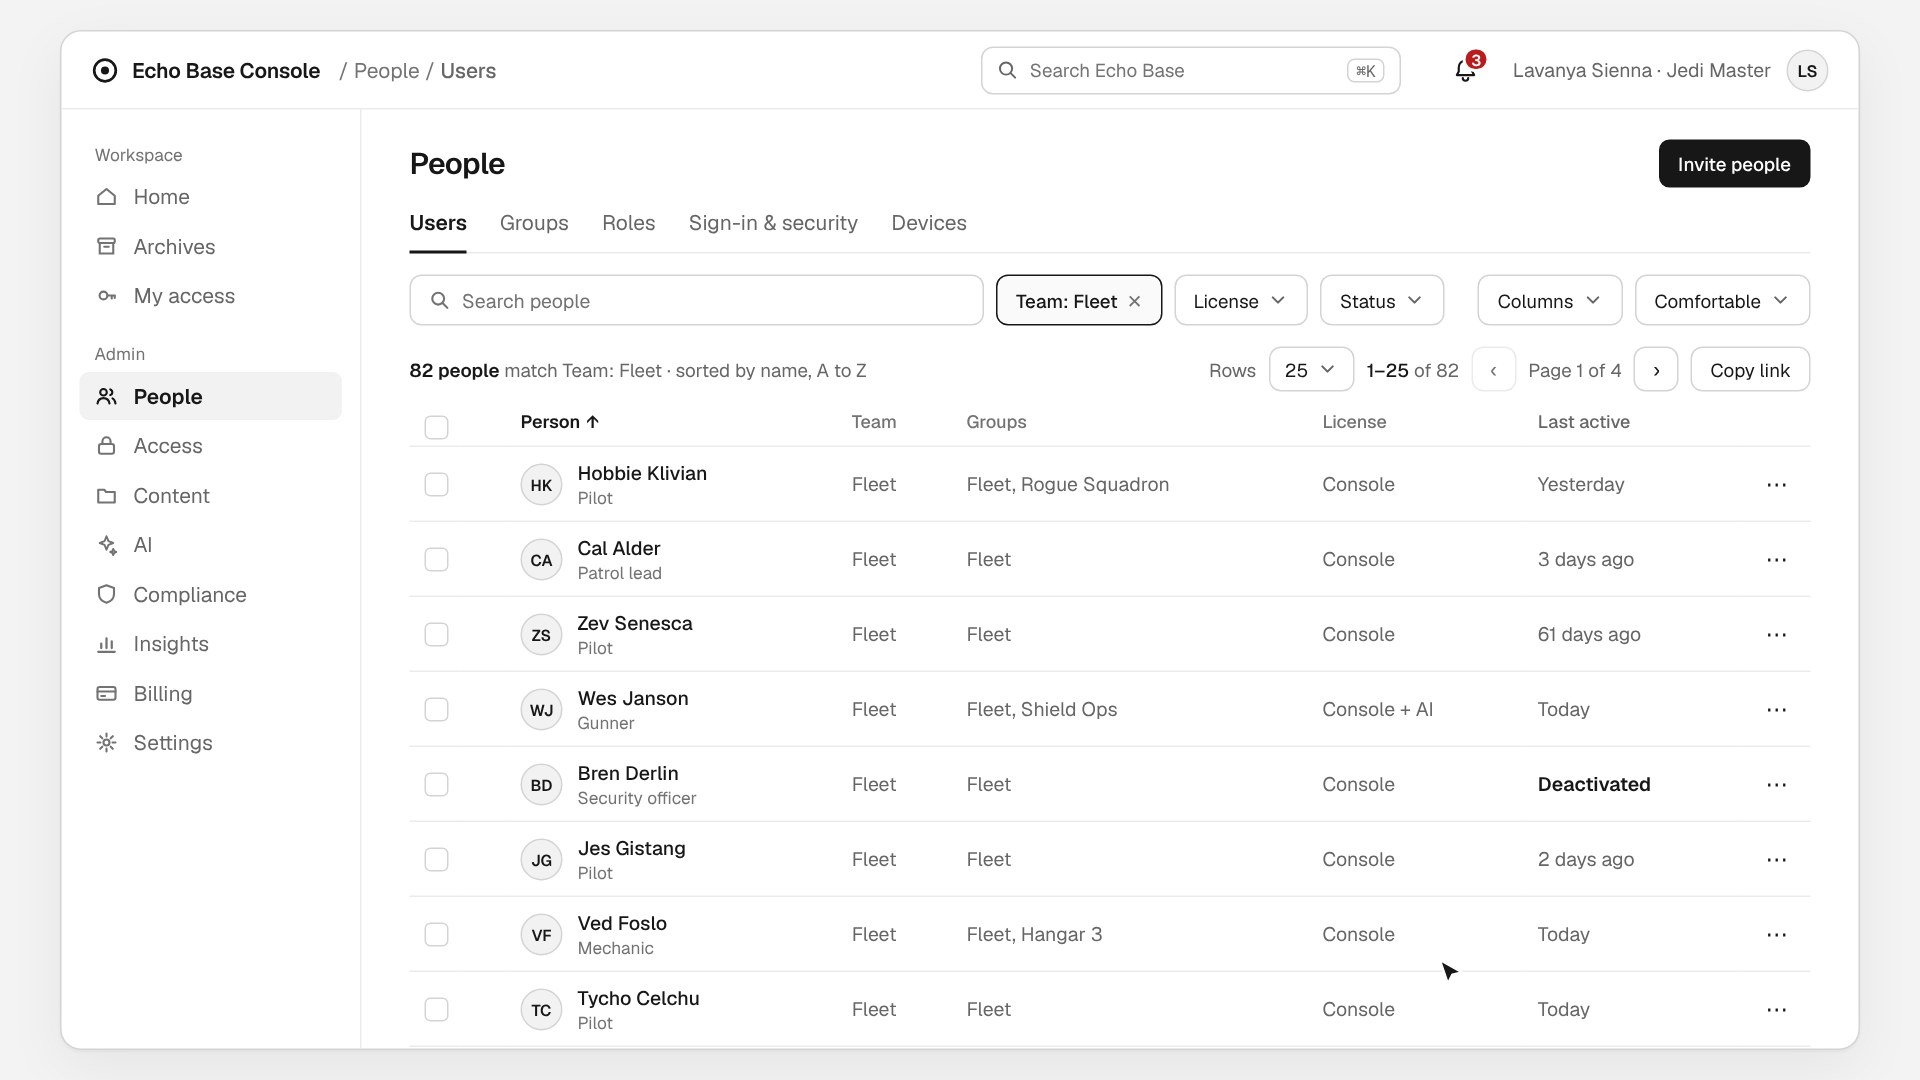 Echo Base Console / People / Users
Search Echo Base ⌘K
3
Lavanya Sienna · Jedi Master LS
Workspace
Home
Archives
My access
Admin
People
Access
Content
AI
Compliance
Insights
Billing
Settings
People
Invite people
Users Groups Roles Sign-in & security Devices
Search people
Team: Fleet ×
License
Status
Columns
Comfortable
82 people match Team: Fleet · sorted by name, A to Z
Rows 25 1–25 of 82 ‹ Page 1 of 4 › Copy link
Person ↑ Team Groups License Last active
HK Hobbie Klivian
Pilot
Fleet Fleet, Rogue Squadron Console Yesterday ···
CA Cal Alder
Patrol lead
Fleet Fleet Console 3 days ago ···
ZS Zev Senesca
Pilot
Fleet Fleet Console 61 days ago ···
WJ Wes Janson
Gunner
Fleet Fleet, Shield Ops Console + AI Today ···
BD Bren Derlin
Security officer
Fleet Fleet Console Deactivated ···
JG Jes Gistang
Pilot
Fleet Fleet Console 2 days ago ···
VF Ved Foslo
Mechanic
Fleet Fleet, Hangar 3 Console Today ···
TC Tycho Celchu
Pilot
Fleet Fleet Console Today ···